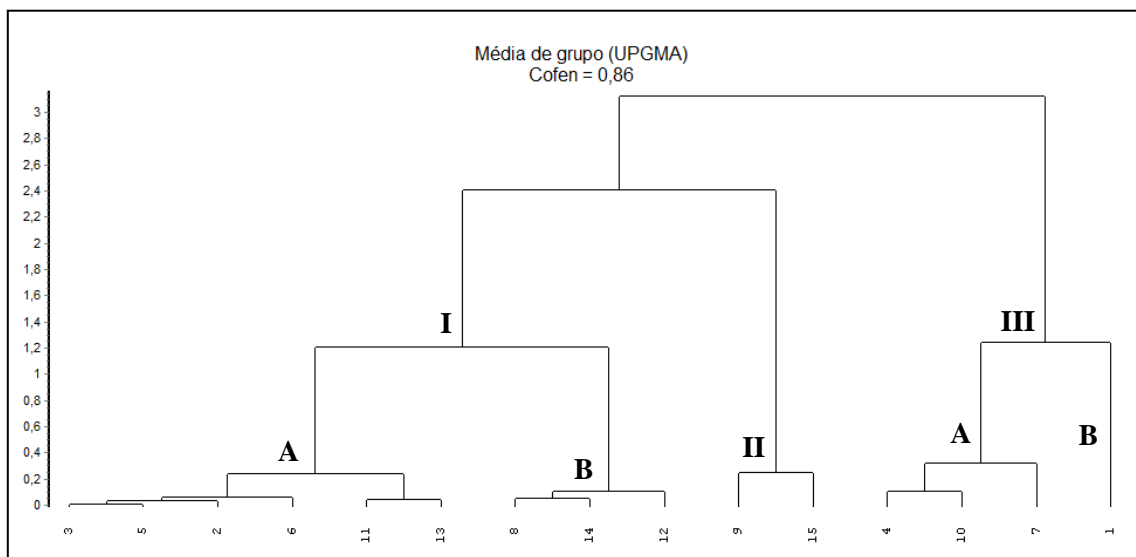 Média de grupo (UPGMA)
Cofen = 0,86
3
2,8
2,6
2,4
2,2
2
1,8
1,6
1,4
1,2
1
0,8
0,6
0,4
0,2
0
I
III
A
B
II
A
B
3 5 2 6 11 13 8 14 12 9 15 4 10 7 1